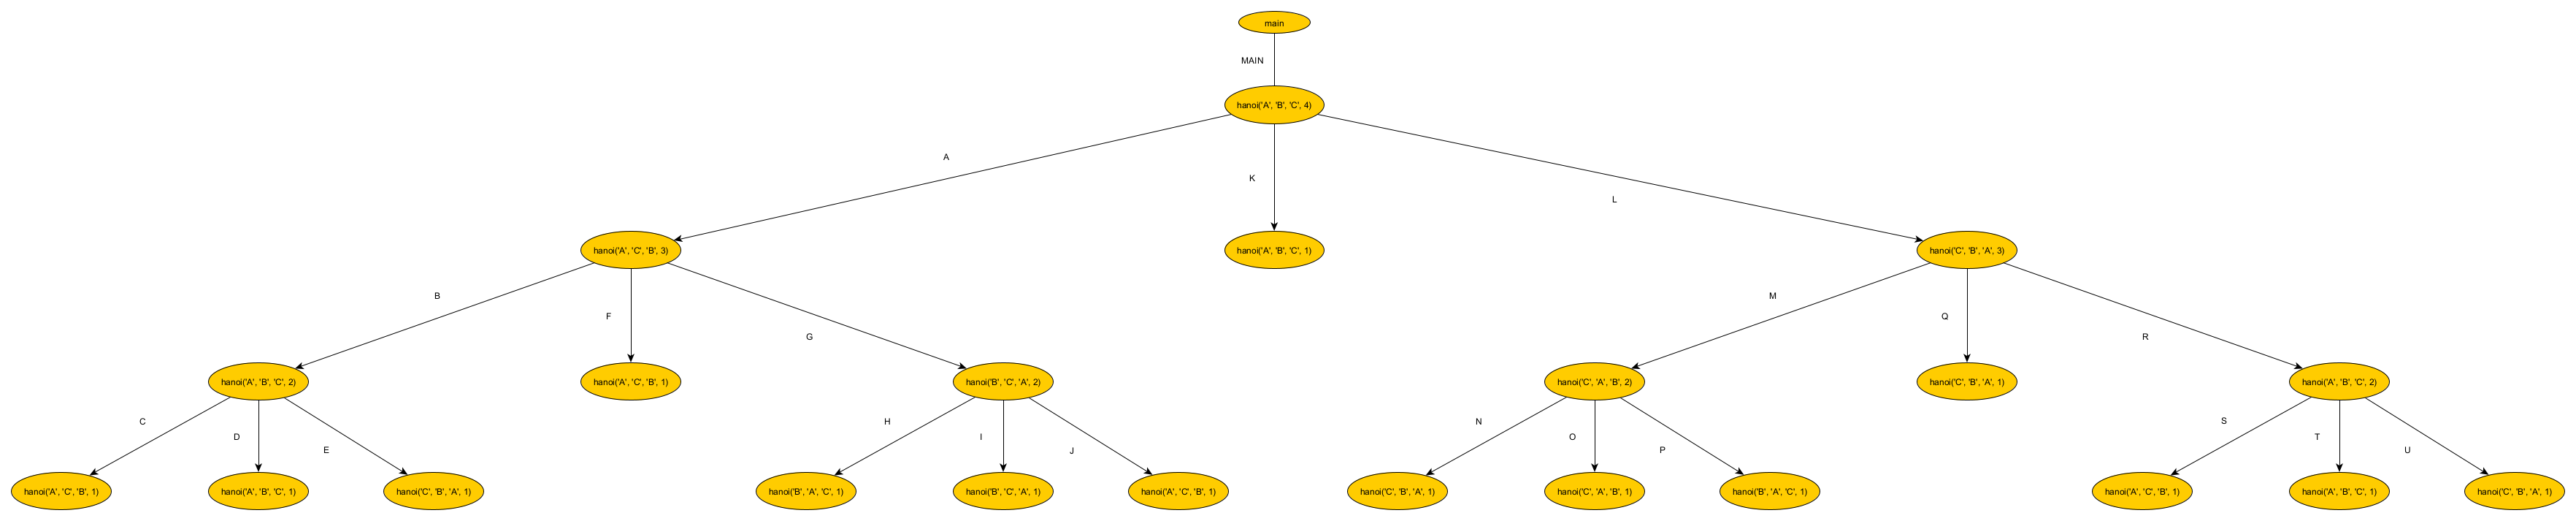 main
MAIN
hanoi('A', 'B', 'C', 4)
A
K
L
hanoi('A', 'C', 'B', 3)
hanoi('A', 'B', 'C', 1)
hanoi('C', 'B', 'A', 3)
B
F
G
M
Q
R
hanoi('A', 'B', 'C', 2)
hanoi('A', 'C', 'B', 1)
hanoi('B', 'C', 'A', 2)
hanoi('C', 'A', 'B', 2)
hanoi('C', 'B', 'A', 1)
hanoi('A', 'B', 'C', 2)
C
D
E
H
I
J
N
O
P
S
T
U
hanoi('A', 'C', 'B', 1)
hanoi('A', 'B', 'C', 1)
hanoi('C', 'B', 'A', 1)
hanoi('B', 'A', 'C', 1)
hanoi('B', 'C', 'A', 1)
hanoi('A', 'C', 'B', 1)
hanoi('C', 'B', 'A', 1)
hanoi('C', 'A', 'B', 1)
hanoi('B', 'A', 'C', 1)
hanoi('A', 'C', 'B', 1)
hanoi('A', 'B', 'C', 1)
hanoi('C', 'B', 'A', 1)